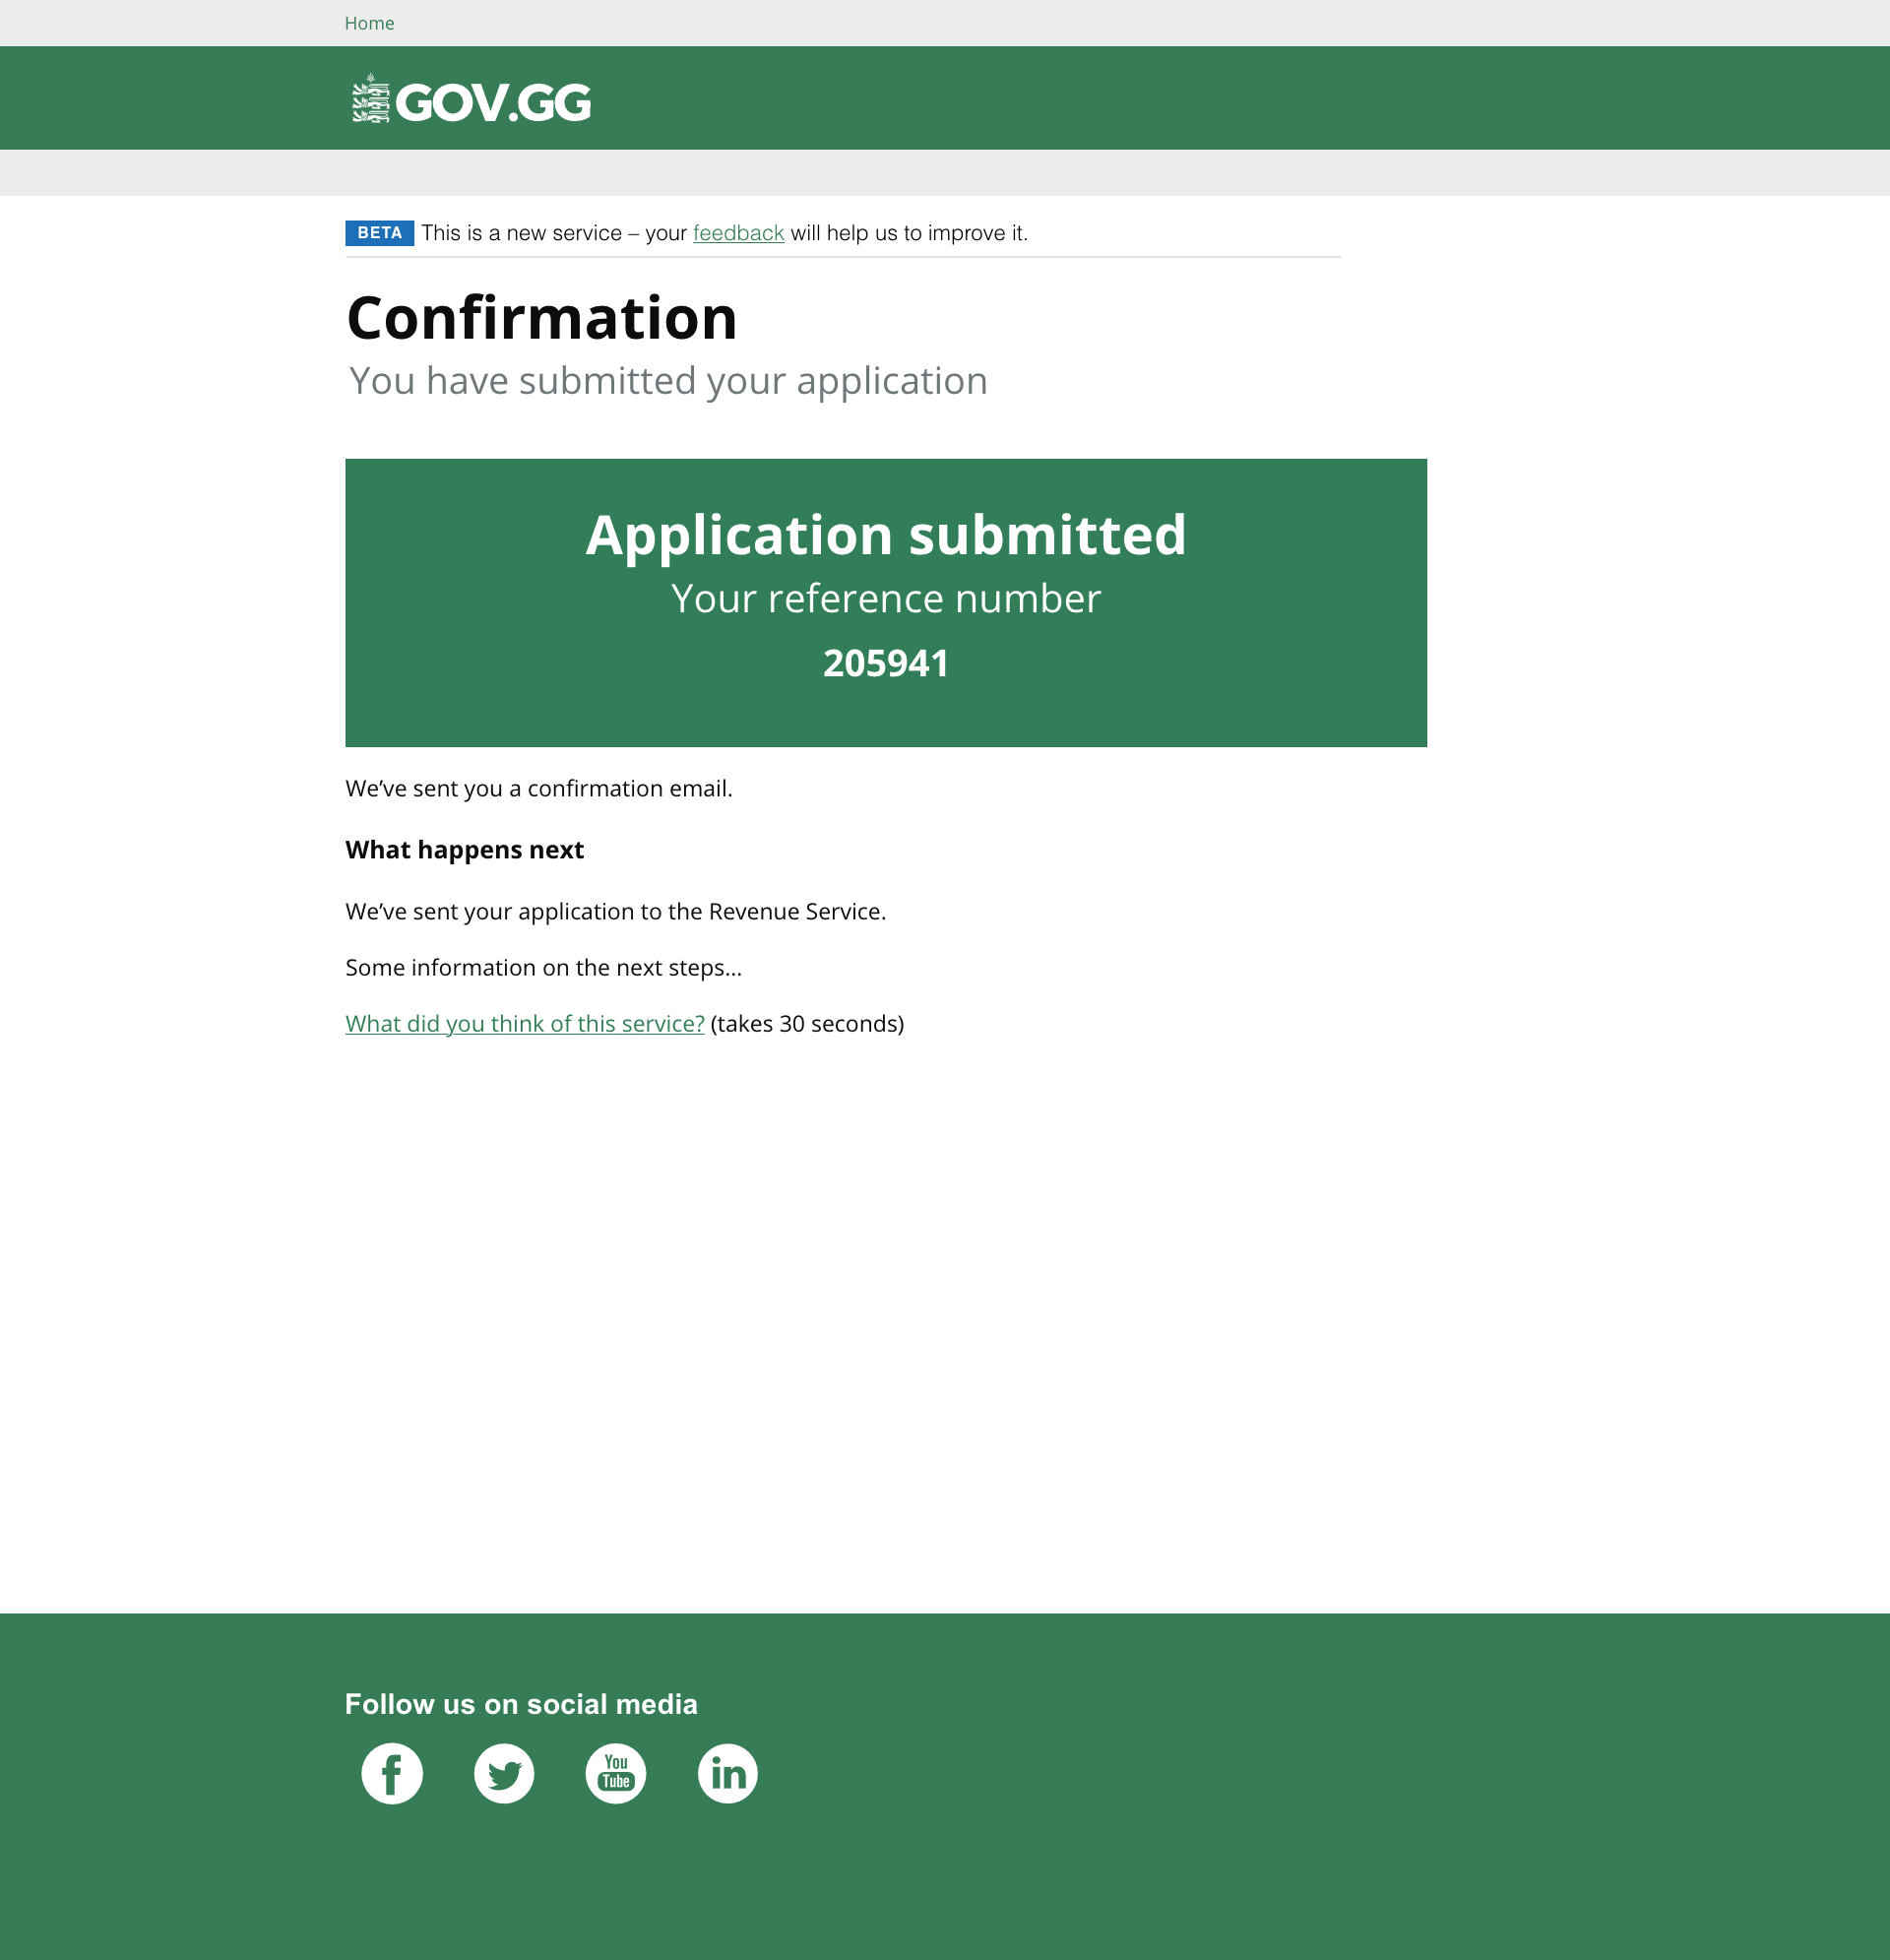 Home
GOV.GG
BETA This is a new service – your feedback will help us to improve it.
Confirmation
You have submitted your application
Application submitted
Your reference number
205941
We’ve sent you a confirmation email.
What happens next
We’ve sent your application to the Revenue Service.
Some information on the next steps...
What did you think of this service? (takes 30 seconds)
Follow us on social media
f
You
Tube
in